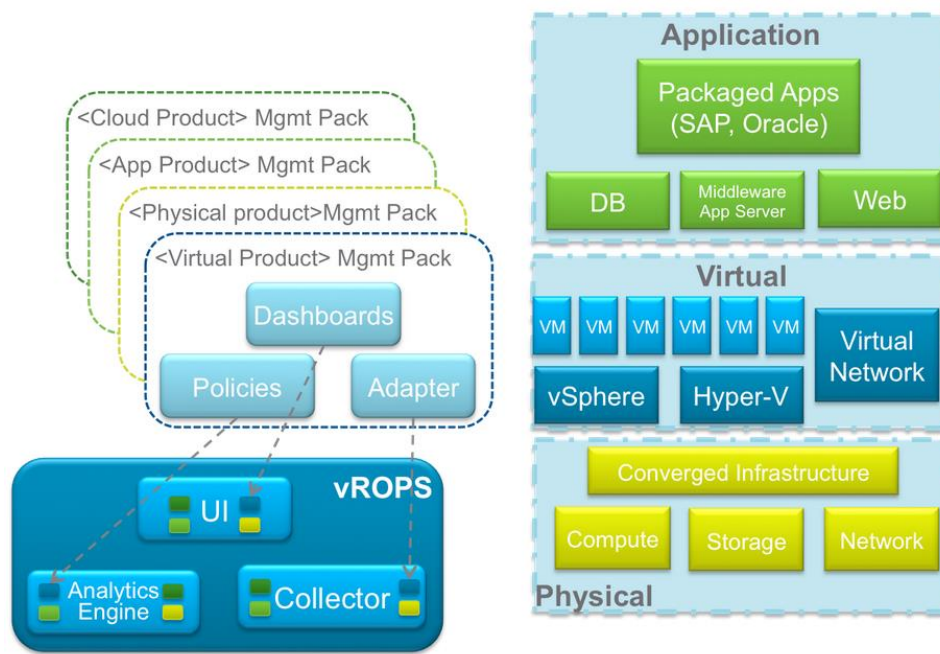 <Cloud Product> Mgmt Pack
<App Product> Mgmt Pack
<Physical product>Mgmt Pack
<Virtual Product> Mgmt Pack
Dashboards
Policies
Adapter
vROPS
UI
Analytics
Engine
Collector
Application
Packaged Apps
(SAP, Oracle)
DB
Middleware
App Server
Web
Virtual
VM
VM
VM
VM
VM
VM
Virtual
Network
vSphere
Hyper-V
Converged Infrastructure
Compute
Storage
Network
Physical